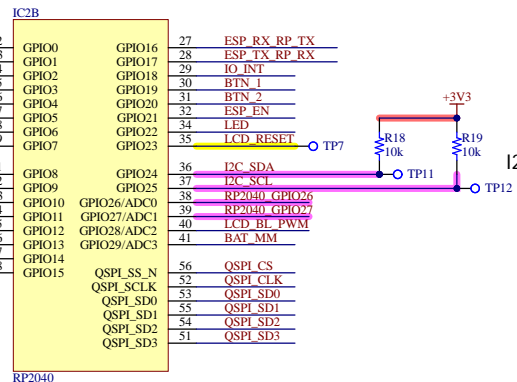 IC2B
GPIO0 GPIO16 27 ESP_RX_RP_TX
GPIO1 GPIO17 28 ESP_TX_RP_RX
GPIO2 GPIO18 29 IO_INT
GPIO3 GPIO19 30 BTN_1
GPIO4 GPIO20 31 BTN_2
GPIO5 GPIO21 32 ESP_EN
GPIO6 GPIO22 34 LED
GPIO7 GPIO23 35 LCD_RESET TP7
+3V3
R18 10k
R19 10k
GPIO8 GPIO24 36 I2C_SDA TP11
GPIO9 GPIO25 37 I2C_SCL TP12
GPIO10 GPIO26/ADC0 38 RP2040_GPIO26
GPIO11 GPIO27/ADC1 39 RP2040_GPIO27
GPIO12 GPIO28/ADC2 40 LCD_BL_PWM
GPIO13 GPIO29/ADC3 41 BAT_MM
GPIO14
GPIO15 QSPI_SS_N 56 QSPI_CS
QSPI_SCLK 52 QSPI_CLK
QSPI_SD0 53 QSPI_SD0
QSPI_SD1 55 QSPI_SD1
QSPI_SD2 54 QSPI_SD2
QSPI_SD3 51 QSPI_SD3
RP2040